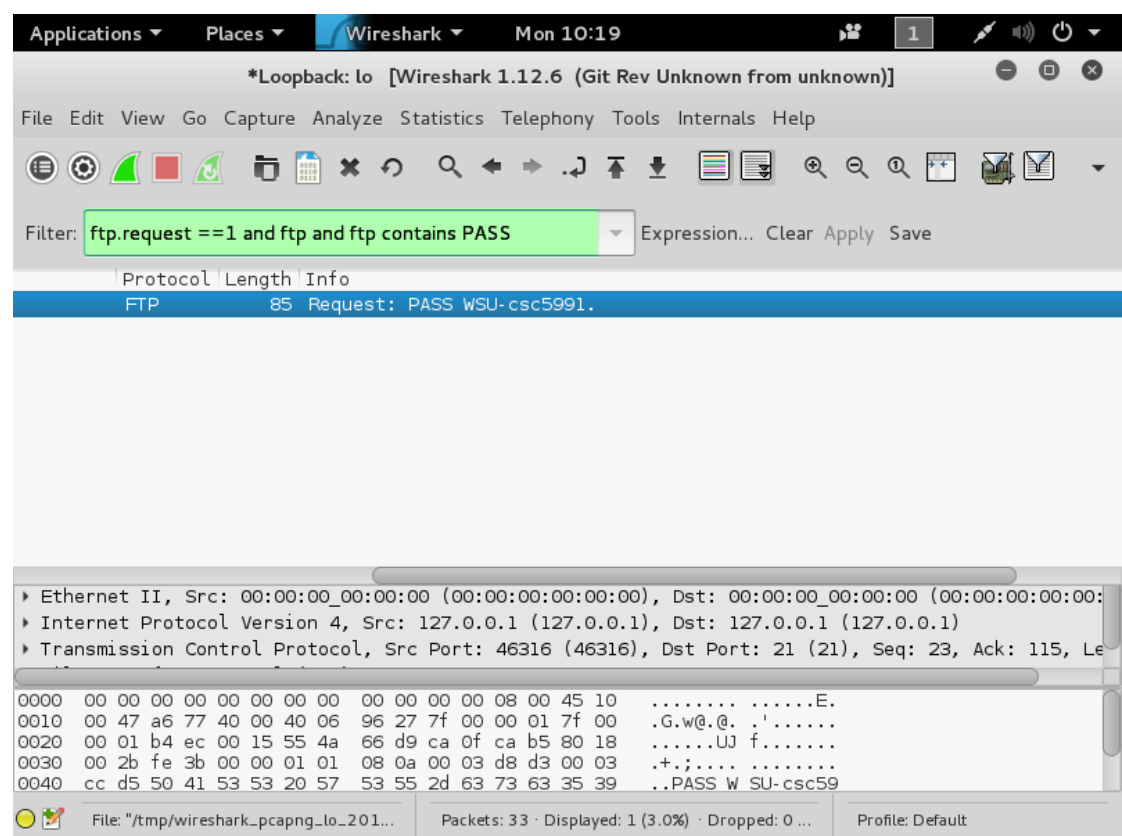 Applications Places Wireshark Mon 10:19 1
*Loopback: lo [Wireshark 1.12.6 (Git Rev Unknown from unknown)]
File Edit View Go Capture Analyze Statistics Telephony Tools Internals Help
Filter: ftp.request ==1 and ftp and ftp contains PASS Expression... Clear Apply Save
Protocol Length Info
FTP 85 Request: PASS WSU-csc5991.
Ethernet II, Src: 00:00:00_00:00:00 (00:00:00:00:00:00), Dst: 00:00:00_00:00:00 (00:00:00:00:00:
Internet Protocol Version 4, Src: 127.0.0.1 (127.0.0.1), Dst: 127.0.0.1 (127.0.0.1)
Transmission Control Protocol, Src Port: 46316 (46316), Dst Port: 21 (21), Seq: 23, Ack: 115, Le
0000 00 00 00 00 00 00 00 00 00 00 00 00 08 00 45 10 ........ ......E.
0010 00 47 a6 77 40 00 40 06 96 27 7f 00 00 01 7f 00 .G.w@.@. .'......
0020 00 01 b4 ec 00 15 55 4a 66 d9 ca 0f ca b5 80 18 ......UJ f.......
0030 00 2b fe 3b 00 00 01 01 08 0a 00 03 d8 d3 00 03 .+.;.... ........
0040 cc d5 50 41 53 53 20 57 53 55 2d 63 73 63 35 39 ..PASS W SU-csc59
File: "/tmp/wireshark_pcapng_lo_201... Packets: 33 · Displayed: 1 (3.0%) · Dropped: 0 ... Profile: Default